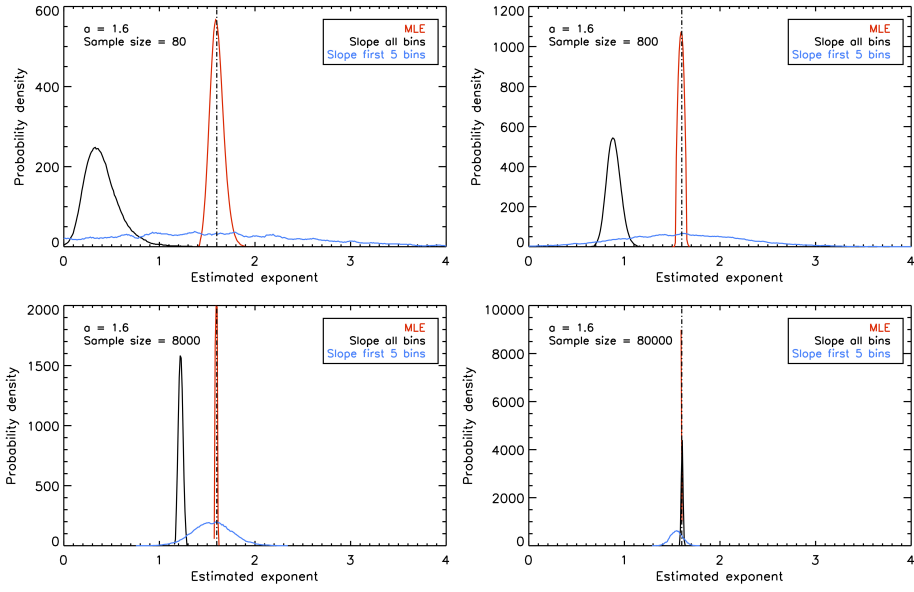 600
400
200
0
Probability density
a = 1.6
Sample size = 80
MLE
Slope all bins
Slope first 5 bins
0 1 2 3 4
Estimated exponent
1200
1000
800
600
400
200
0
Probability density
a = 1.6
Sample size = 800
MLE
Slope all bins
Slope first 5 bins
0 1 2 3 4
Estimated exponent
2000
1500
1000
500
0
Probability density
a = 1.6
Sample size = 8000
MLE
Slope all bins
Slope first 5 bins
0 1 2 3 4
Estimated exponent
10000
8000
6000
4000
2000
0
Probability density
a = 1.6
Sample size = 80000
MLE
Slope all bins
Slope first 5 bins
0 1 2 3 4
Estimated exponent